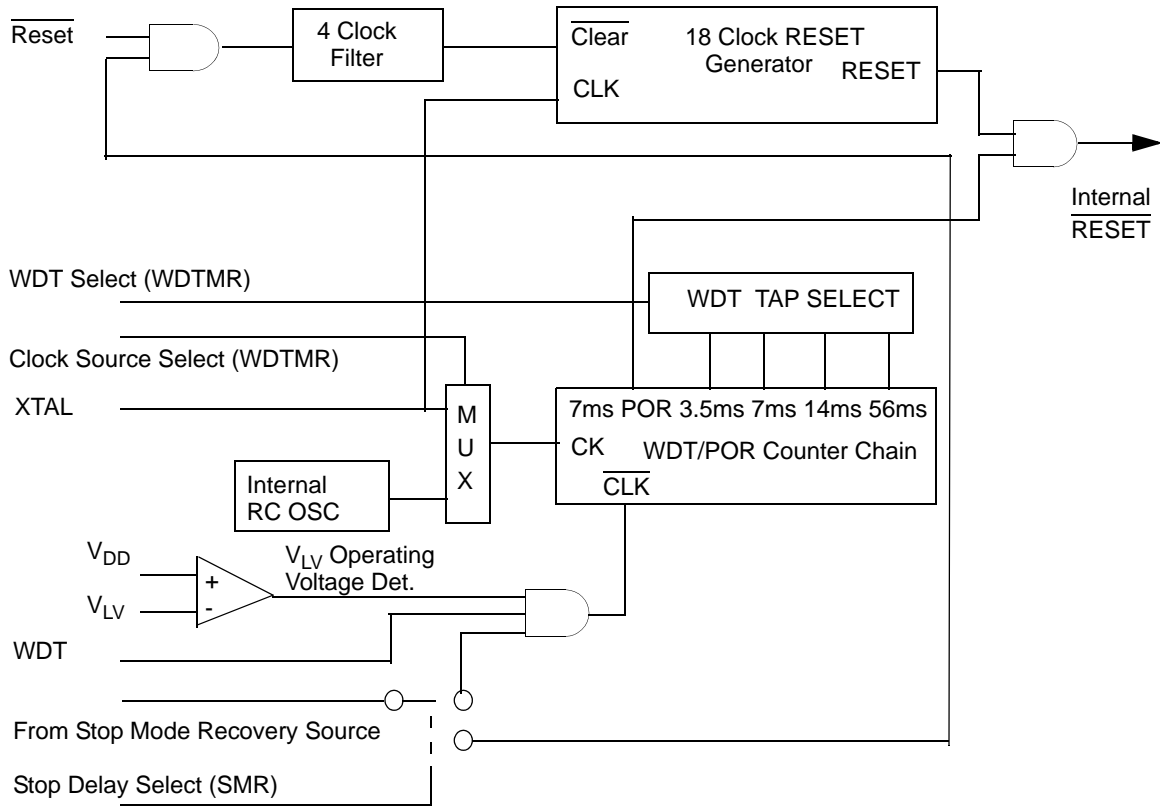 Reset
4 Clock
Filter
Clear
18 Clock RESET
Generator
RESET
CLK
Internal
RESET
WDT Select (WDTMR)
WDT TAP SELECT
Clock Source Select (WDTMR)
XTAL
M
U
X
7ms POR 3.5ms 7ms 14ms 56ms
CK
WDT/POR Counter Chain
CLK
Internal
RC OSC
VDD
+
VLV Operating
Voltage Det.
VLV
-
WDT
From Stop Mode Recovery Source
Stop Delay Select (SMR)